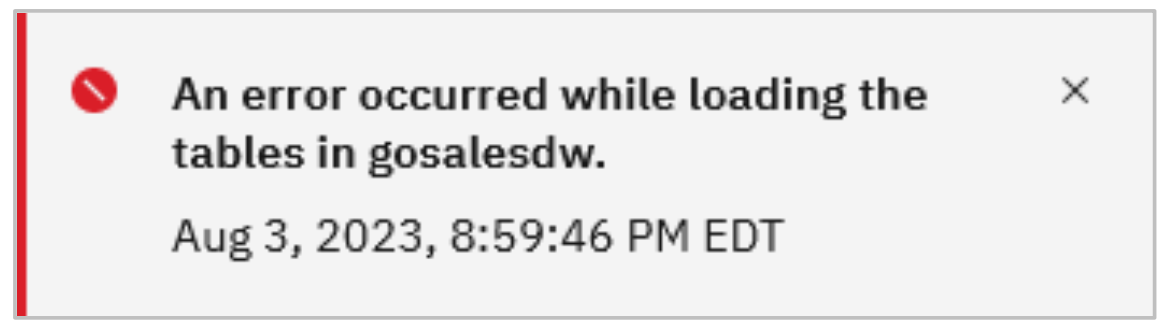 An error occurred while loading the
tables in gosalesdw.
Aug 3, 2023, 8:59:46 PM EDT